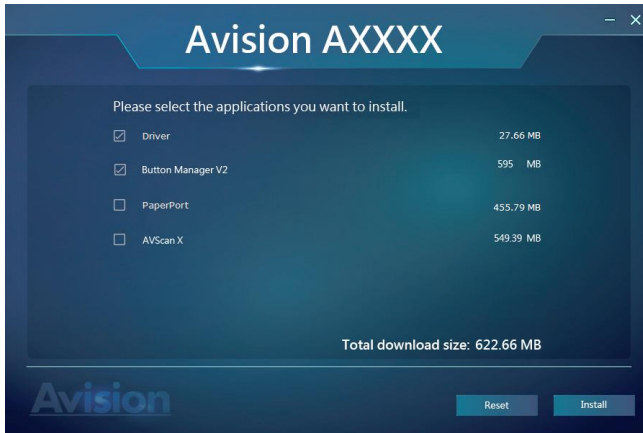 Avision AXXXX
Please select the applications you want to install.
Driver 27.66 MB
Button Manager V2 595 MB
PaperPort 455.79 MB
AVScan X 549.39 MB
Total download size: 622.66 MB
Avision
Reset Install